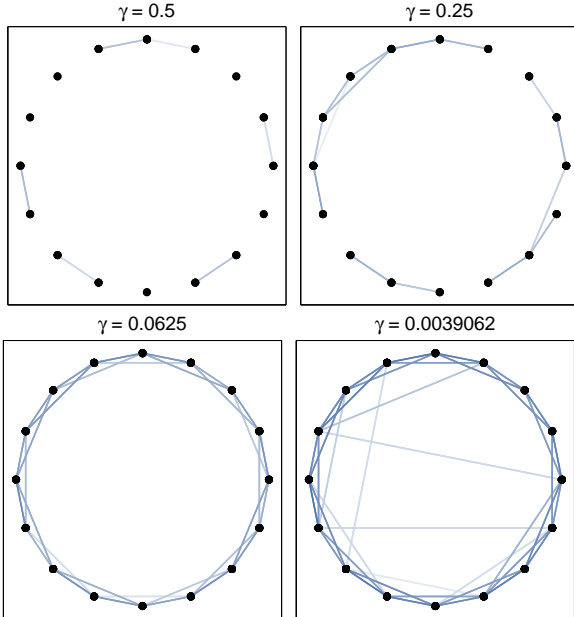 γ = 0.5
γ = 0.25
γ = 0.0625
γ = 0.0039062